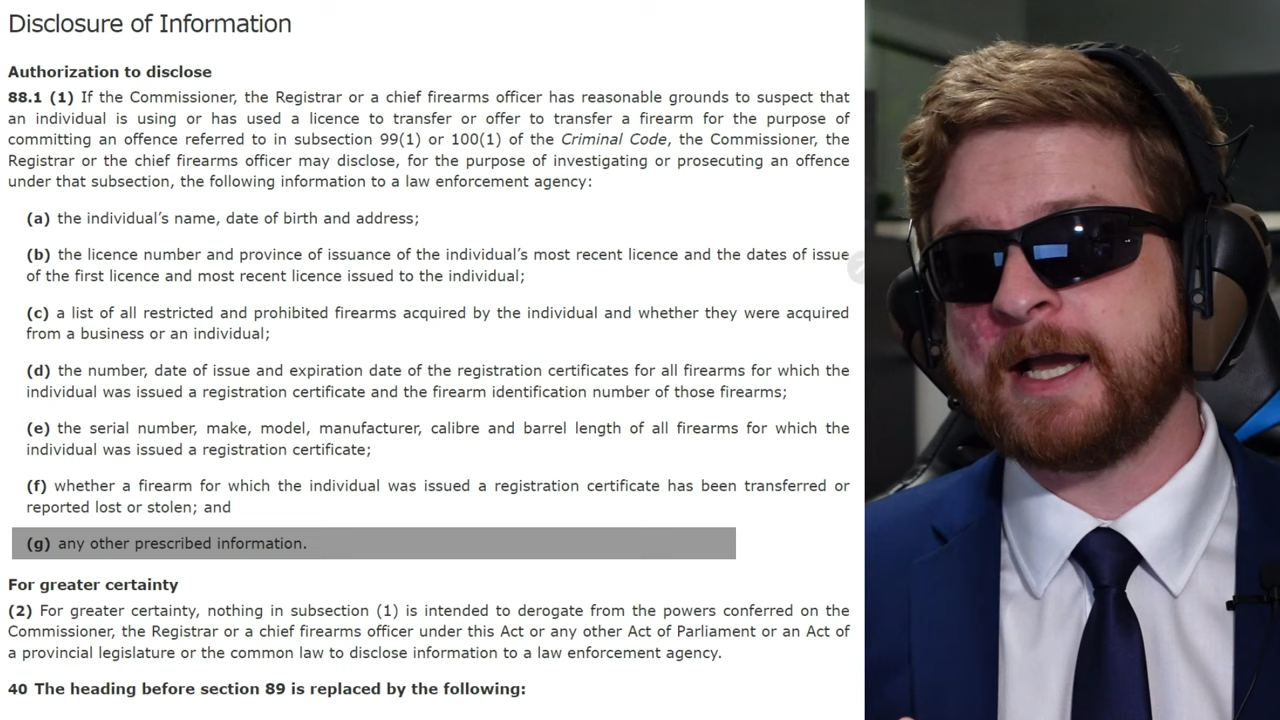 Disclosure of Information
Authorization to disclose
88.1 (1) If the Commissioner, the Registrar or a chief firearms officer has reasonable grounds to suspect that
an individual is using or has used a licence to transfer or offer to transfer a firearm for the purpose of
committing an offence referred to in subsection 99(1) or 100(1) of the Criminal Code, the Commissioner, the
Registrar or the chief firearms officer may disclose, for the purpose of investigating or prosecuting an offence
under that subsection, the following information to a law enforcement agency:
(a) the individual's name, date of birth and address;
(b) the licence number and province of issuance of the individual's most recent licence and the dates of issue
of the first licence and most recent licence issued to the individual;
(c) a list of all restricted and prohibited firearms acquired by the individual and whether they were acquired
from a business or an individual;
(d) the number, date of issue and expiration date of the registration certificates for all firearms for which the
individual was issued a registration certificate and the firearm identification number of those firearms;
(e) the serial number, make, model, manufacturer, calibre and barrel length of all firearms for which the
individual was issued a registration certificate;
(f) whether a firearm for which the individual was issued a registration certificate has been transferred or
reported lost or stolen; and
(g) any other prescribed information.
For greater certainty
(2) For greater certainty, nothing in subsection (1) is intended to derogate from the powers conferred on the
Commissioner, the Registrar or a chief firearms officer under this Act or any other Act of Parliament or an Act of
a provincial legislature or the common law to disclose information to a law enforcement agency.
40 The heading before section 89 is replaced by the following: